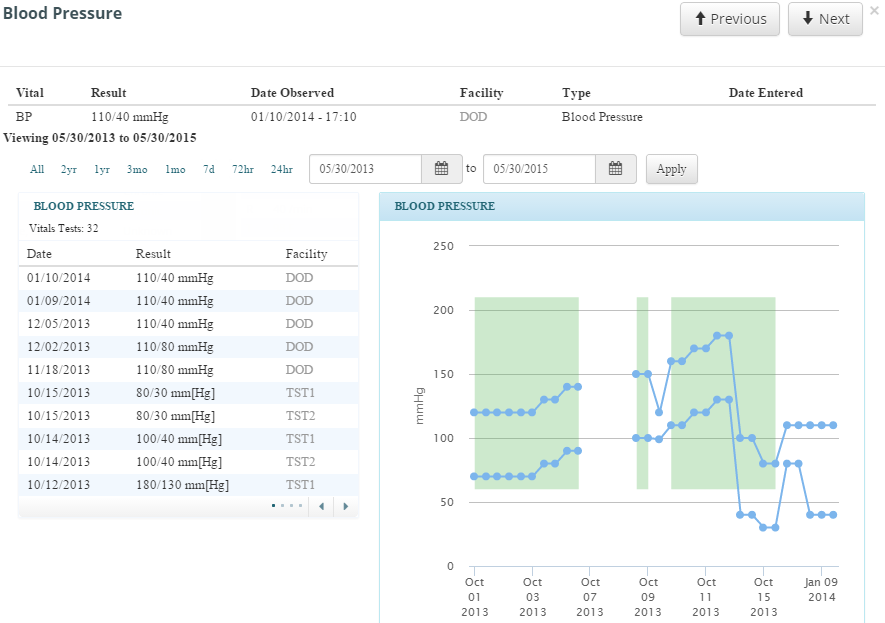 Blood Pressure
Previous
Next
×
Vital Result Date Observed Facility Type Date Entered
BP 110/40 mmHg 01/10/2014 - 17:10 DOD Blood Pressure
Viewing 05/30/2013 to 05/30/2015
All 2yr 1yr 3mo 1mo 7d 72hr 24hr 05/30/2013 to 05/30/2015 Apply
BLOOD PRESSURE
Vitals Tests: 32
Date Result Facility
01/10/2014 110/40 mmHg DOD
01/09/2014 110/40 mmHg DOD
12/05/2013 110/40 mmHg DOD
12/02/2013 110/80 mmHg DOD
11/18/2013 110/80 mmHg DOD
10/15/2013 80/30 mm[Hg] TST1
10/15/2013 80/30 mm[Hg] TST2
10/14/2013 100/40 mm[Hg] TST1
10/14/2013 100/40 mm[Hg] TST2
10/12/2013 180/130 mm[Hg] TST1
BLOOD PRESSURE
mmHg
250
200
150
100
50
0
Oct 01 2013
Oct 03 2013
Oct 07 2013
Oct 09 2013
Oct 11 2013
Oct 15 2013
Jan 09 2014